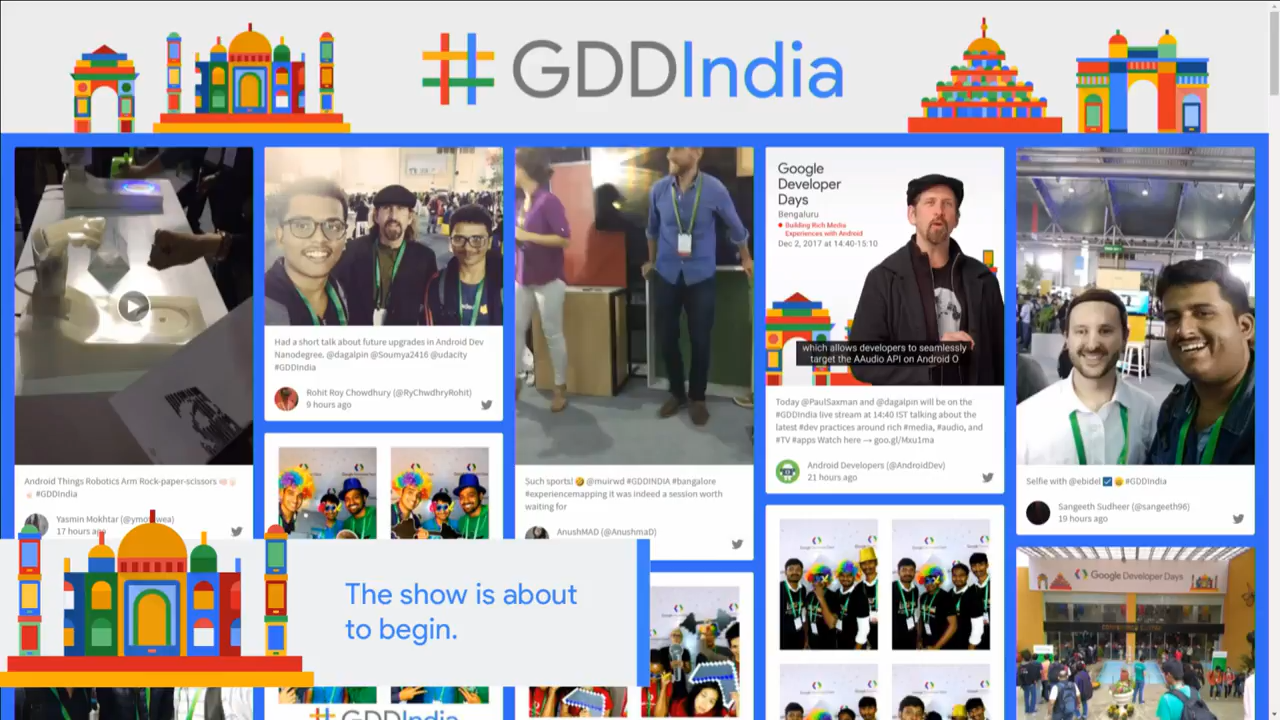 #GDDIndia
Android Things Robotics Arm Rock-paper-scissors
#GDDIndia
Yasmin Mokhtar
17 hours ago
Had a short talk about future upgrades in Android Dev
Nanodegree. @dagalpin @Soumya2416 @udacity
#GDDIndia
Rohit Roy Chowdhury (@RyChwdhryRohit)
9 hours ago
Such sports! 🤣 @muirwd #GDDINDIA #bangalore
#experiencemapping it was indeed a session worth
waiting for
AnushMAD (@AnushmaD)
Google
Developer
Days
Bengaluru
Building Rich Media
Experiences with Android
Dec 2, 2017 at 14.40-15:10
which allows developers to seamlessly
target the AAudio API on Android O
Today @PaulSaxman and @dagalpin will be on the
#GDDIndia live stream at 14:40 IST talking about the
latest #dev practices around rich #media, #audio, and
#TV #apps Watch here → goo.gl/Mxu1ma
Android Developers (@AndroidDev)
21 hours ago
Selfie with @ebidel ☑ 😀 #GDDIndia
Sangeeth Sudheer (@sangeeth96)
19 hours ago
Google Developer Days
The show is about
to begin.
#GDDIndia